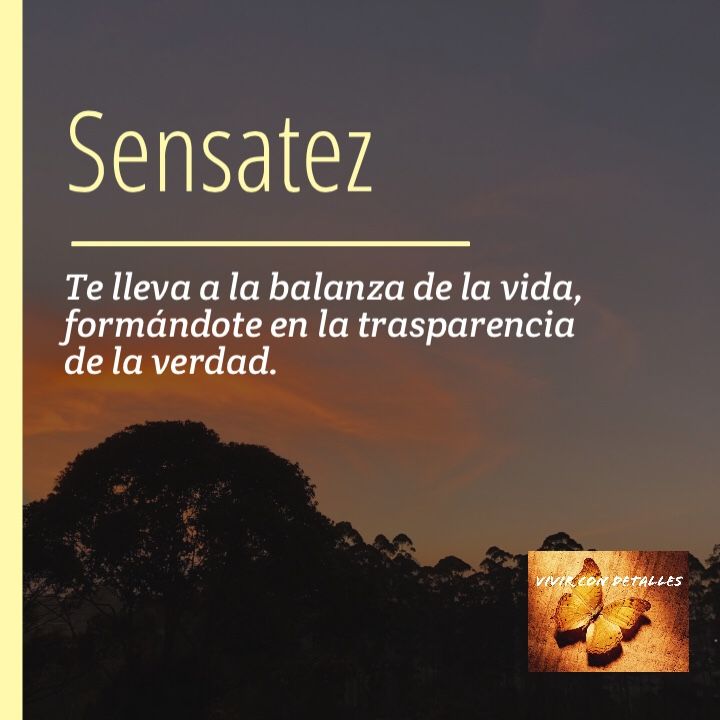 Sensatez
Te lleva a la balanza de la vida,
formándote en la trasparencia
de la verdad.
VIVIR CON DETALLES